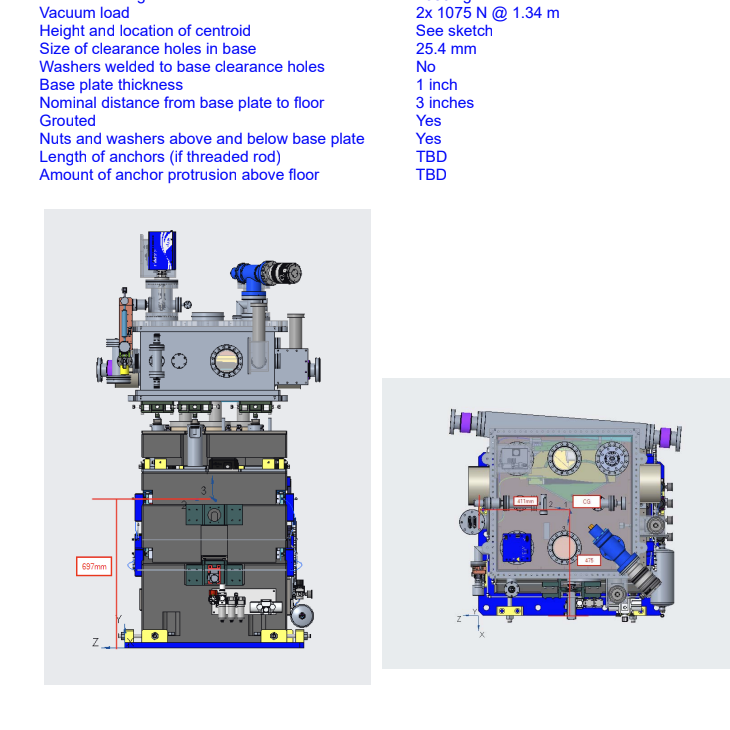 Vacuum load 2x 1075 N @ 1.34 m
Height and location of centroid See sketch
Size of clearance holes in base 25.4 mm
Washers welded to base clearance holes No
Base plate thickness 1 inch
Nominal distance from base plate to floor 3 inches
Grouted Yes
Nuts and washers above and below base plate Yes
Length of anchors (if threaded rod) TBD
Amount of anchor protrusion above floor TBD
3
697mm
Y
Z
CG
2
475
Z
Y
X